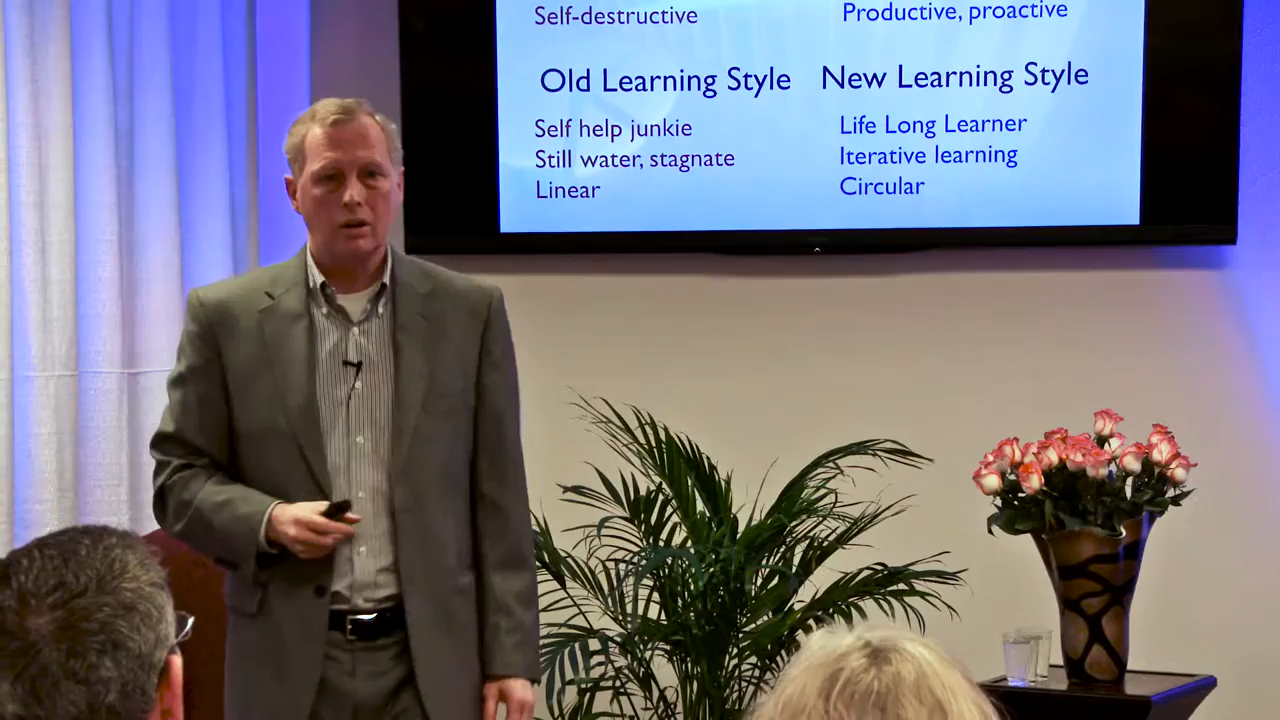 Self-destructive
Productive, proactive
Old Learning Style
New Learning Style
Self help junkie
Life Long Learner
Still water, stagnate
Iterative learning
Linear
Circular